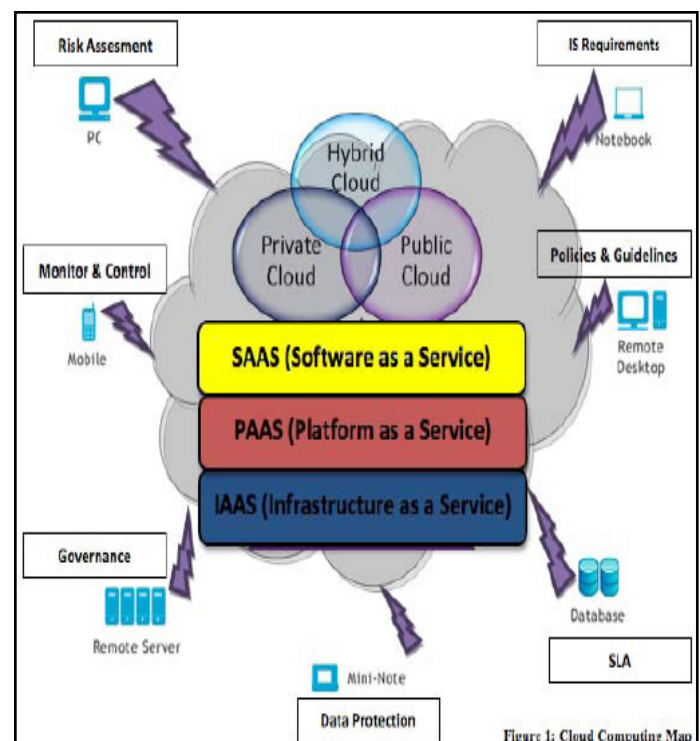 Risk Assesment
IS Requirements
PC
Notebook
Hybrid
Cloud
Private
Cloud
Public
Cloud
Monitor & Control
Policies & Guidelines
Mobile
Remote
Desktop
SAAS (Software as a Service)
PAAS (Platform as a Service)
IAAS (Infrastructure as a Service)
Governance
Remote Server
Database
SLA
Mini-Note
Data Protection
Figure 1: Cloud Computing Map